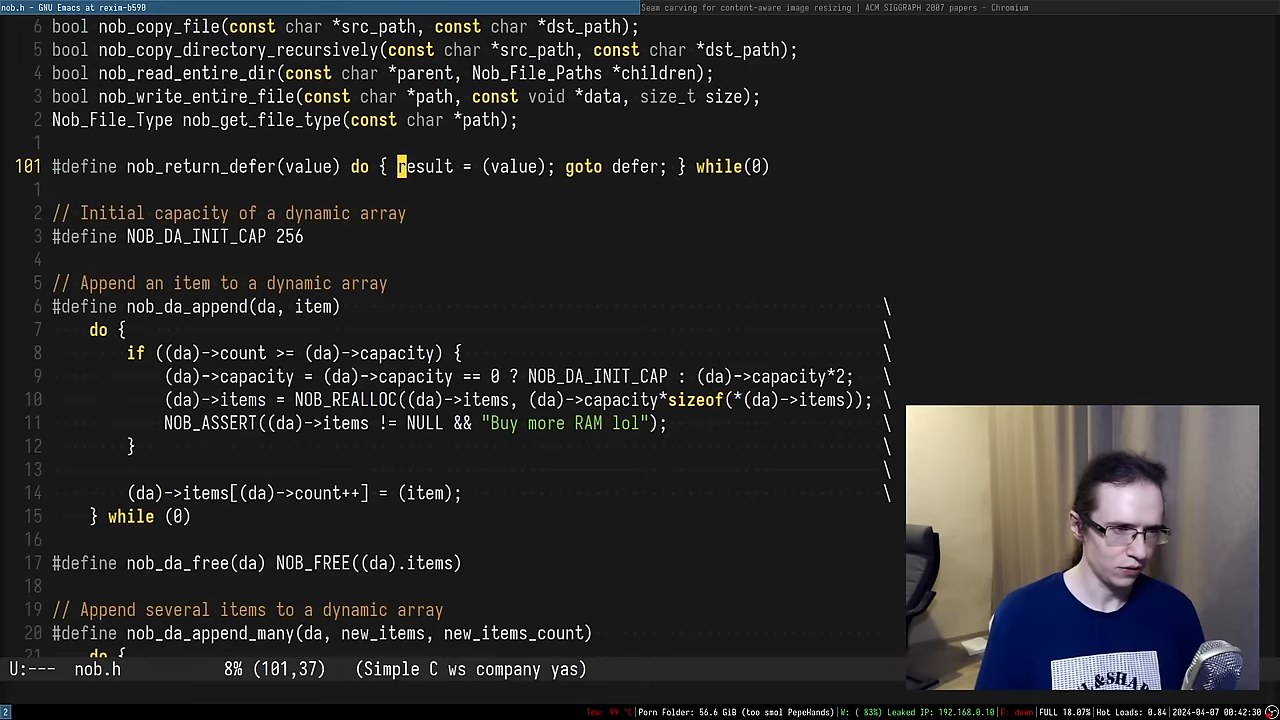 nob.h - GNU Emacs at rexim-b590
Seam carving for content-aware image resizing | ACM SIGGRAPH 2007 papers - Chromium
6 bool nob_copy_file(const char *src_path, const char *dst_path);
5 bool nob_copy_directory_recursively(const char *src_path, const char *dst_path);
4 bool nob_read_entire_dir(const char *parent, Nob_File_Paths *children);
3 bool nob_write_entire_file(const char *path, const void *data, size_t size);
2 Nob_File_Type nob_get_file_type(const char *path);
1
101 #define nob_return_defer(value) do { result = (value); goto defer; } while(0)
1
2 // Initial capacity of a dynamic array
3 #define NOB_DA_INIT_CAP 256
4
5 // Append an item to a dynamic array
6 #define nob_da_append(da, item) \
7 do { \
8 if ((da)->count >= (da)->capacity) { \
9 (da)->capacity = (da)->capacity == 0 ? NOB_DA_INIT_CAP : (da)->capacity*2; \
10 (da)->items = NOB_REALLOC((da)->items, (da)->capacity*sizeof(*(da)->items)); \
11 NOB_ASSERT((da)->items != NULL && "Buy more RAM lol"); \
12 } \
13 \
14 (da)->items[(da)->count++] = (item); \
15 } while (0)
16
17 #define nob_da_free(da) NOB_FREE((da).items)
18
19 // Append several items to a dynamic array
20 #define nob_da_append_many(da, new_items, new_items_count) \
21 do {
U:--- nob.h 8% (101,37) (Simple C ws company yas)
2
Tea: 99 °C | Porn Folder: 56.6 GiB (too smol PepeHands) | W: ( 83%) Leaked IP: 192.168.0.10 | E: down | FULL 18.07% | Hot Loads: 0.84 | 2024-04-07 00:42:30